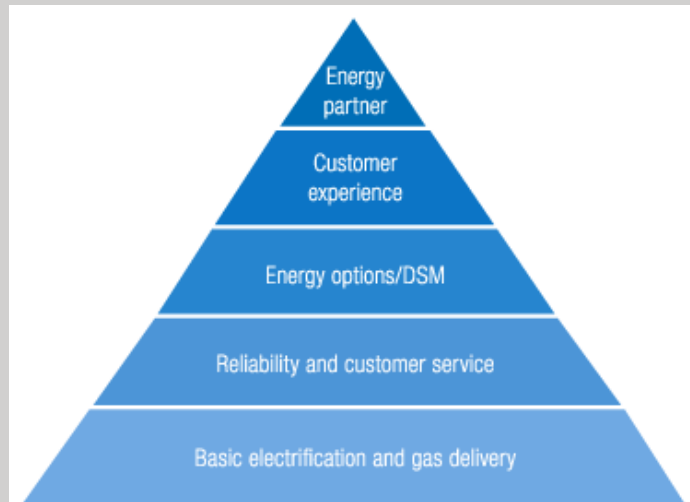 Energy
partner
Customer
experience
Energy options/DSM
Reliability and customer service
Basic electrification and gas delivery